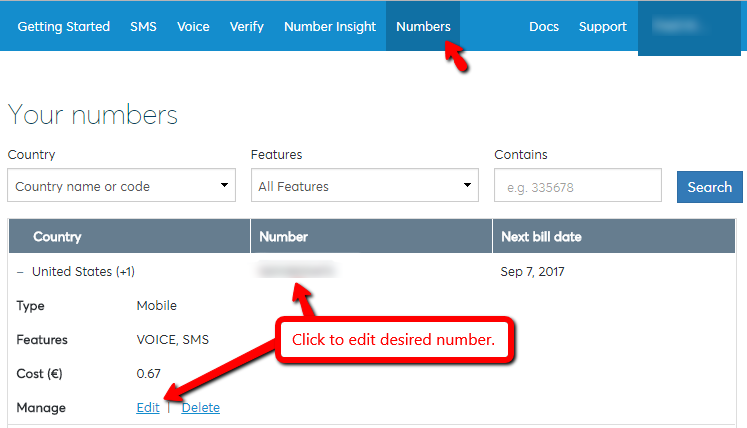 Getting Started SMS Voice Verify Number Insight Numbers Docs Support
Your numbers
Country Features Contains
Country name or code All Features e.g. 335678 Search
Country Number Next bill date
– United States (+1) Sep 7, 2017
Type Mobile
Features VOICE, SMS
Click to edit desired number.
Cost (€) 0.67
Manage Edit | Delete